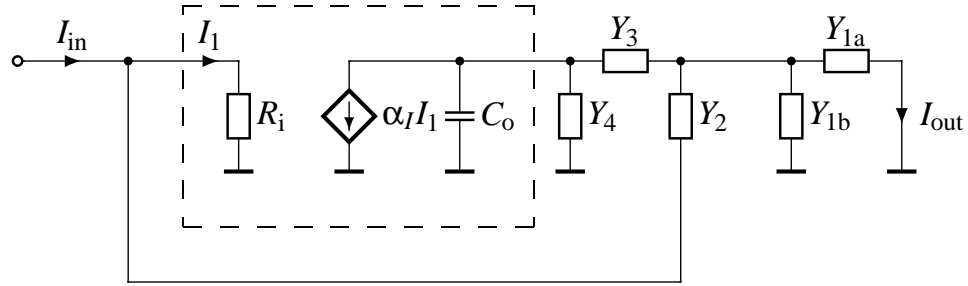 I_in
I_1
Y_3
Y_1a
R_i
α_I I_1
C_o
Y_4
Y_2
Y_1b
I_out